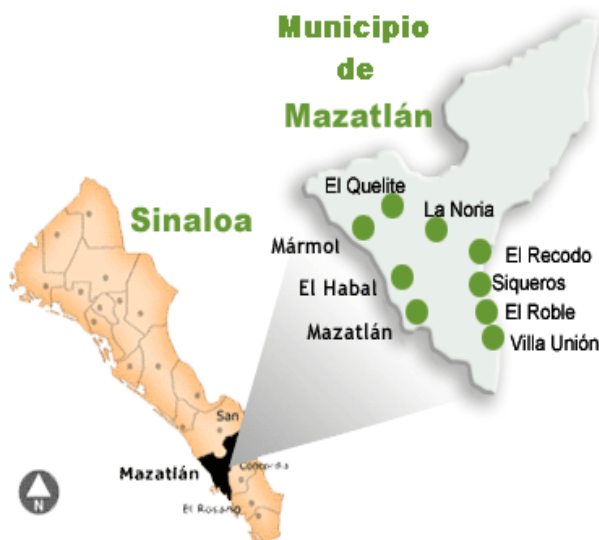 Municipio
de
Mazatlán
Sinaloa
El Quelite
La Noria
Mármol
El Recodo
El Habal
Siqueros
El Roble
Mazatlán
Villa Unión
San
Mazatlán
Concordia
El Rosario
N